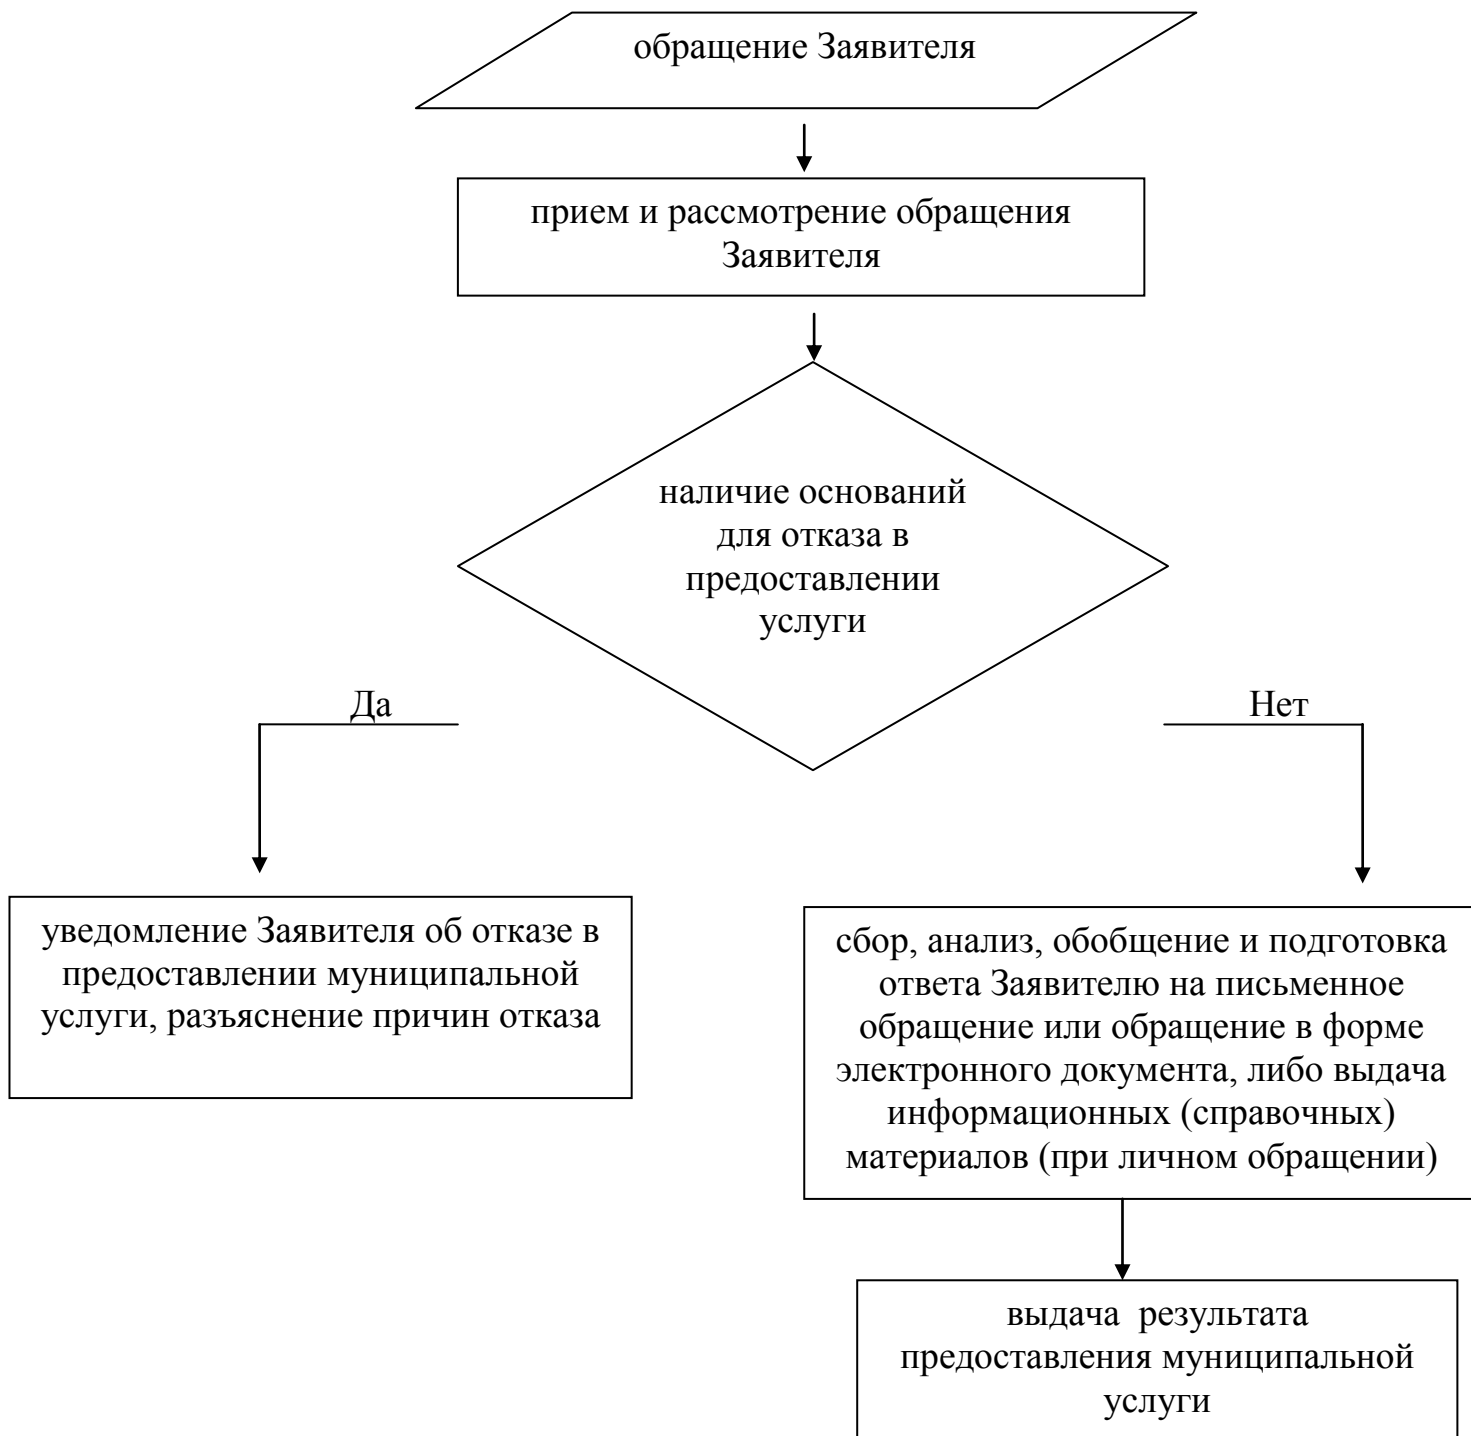 обращение Заявителя
прием и рассмотрение обращения
Заявителя
наличие оснований
для отказа в
предоставлении
услуги
Да
Нет
уведомление Заявителя об отказе в
предоставлении муниципальной
услуги, разъяснение причин отказа
сбор, анализ, обобщение и подготовка
ответа Заявителю на письменное
обращение или обращение в форме
электронного документа, либо выдача
информационных (справочных)
материалов (при личном обращении)
выдача результата
предоставления муниципальной
услуги